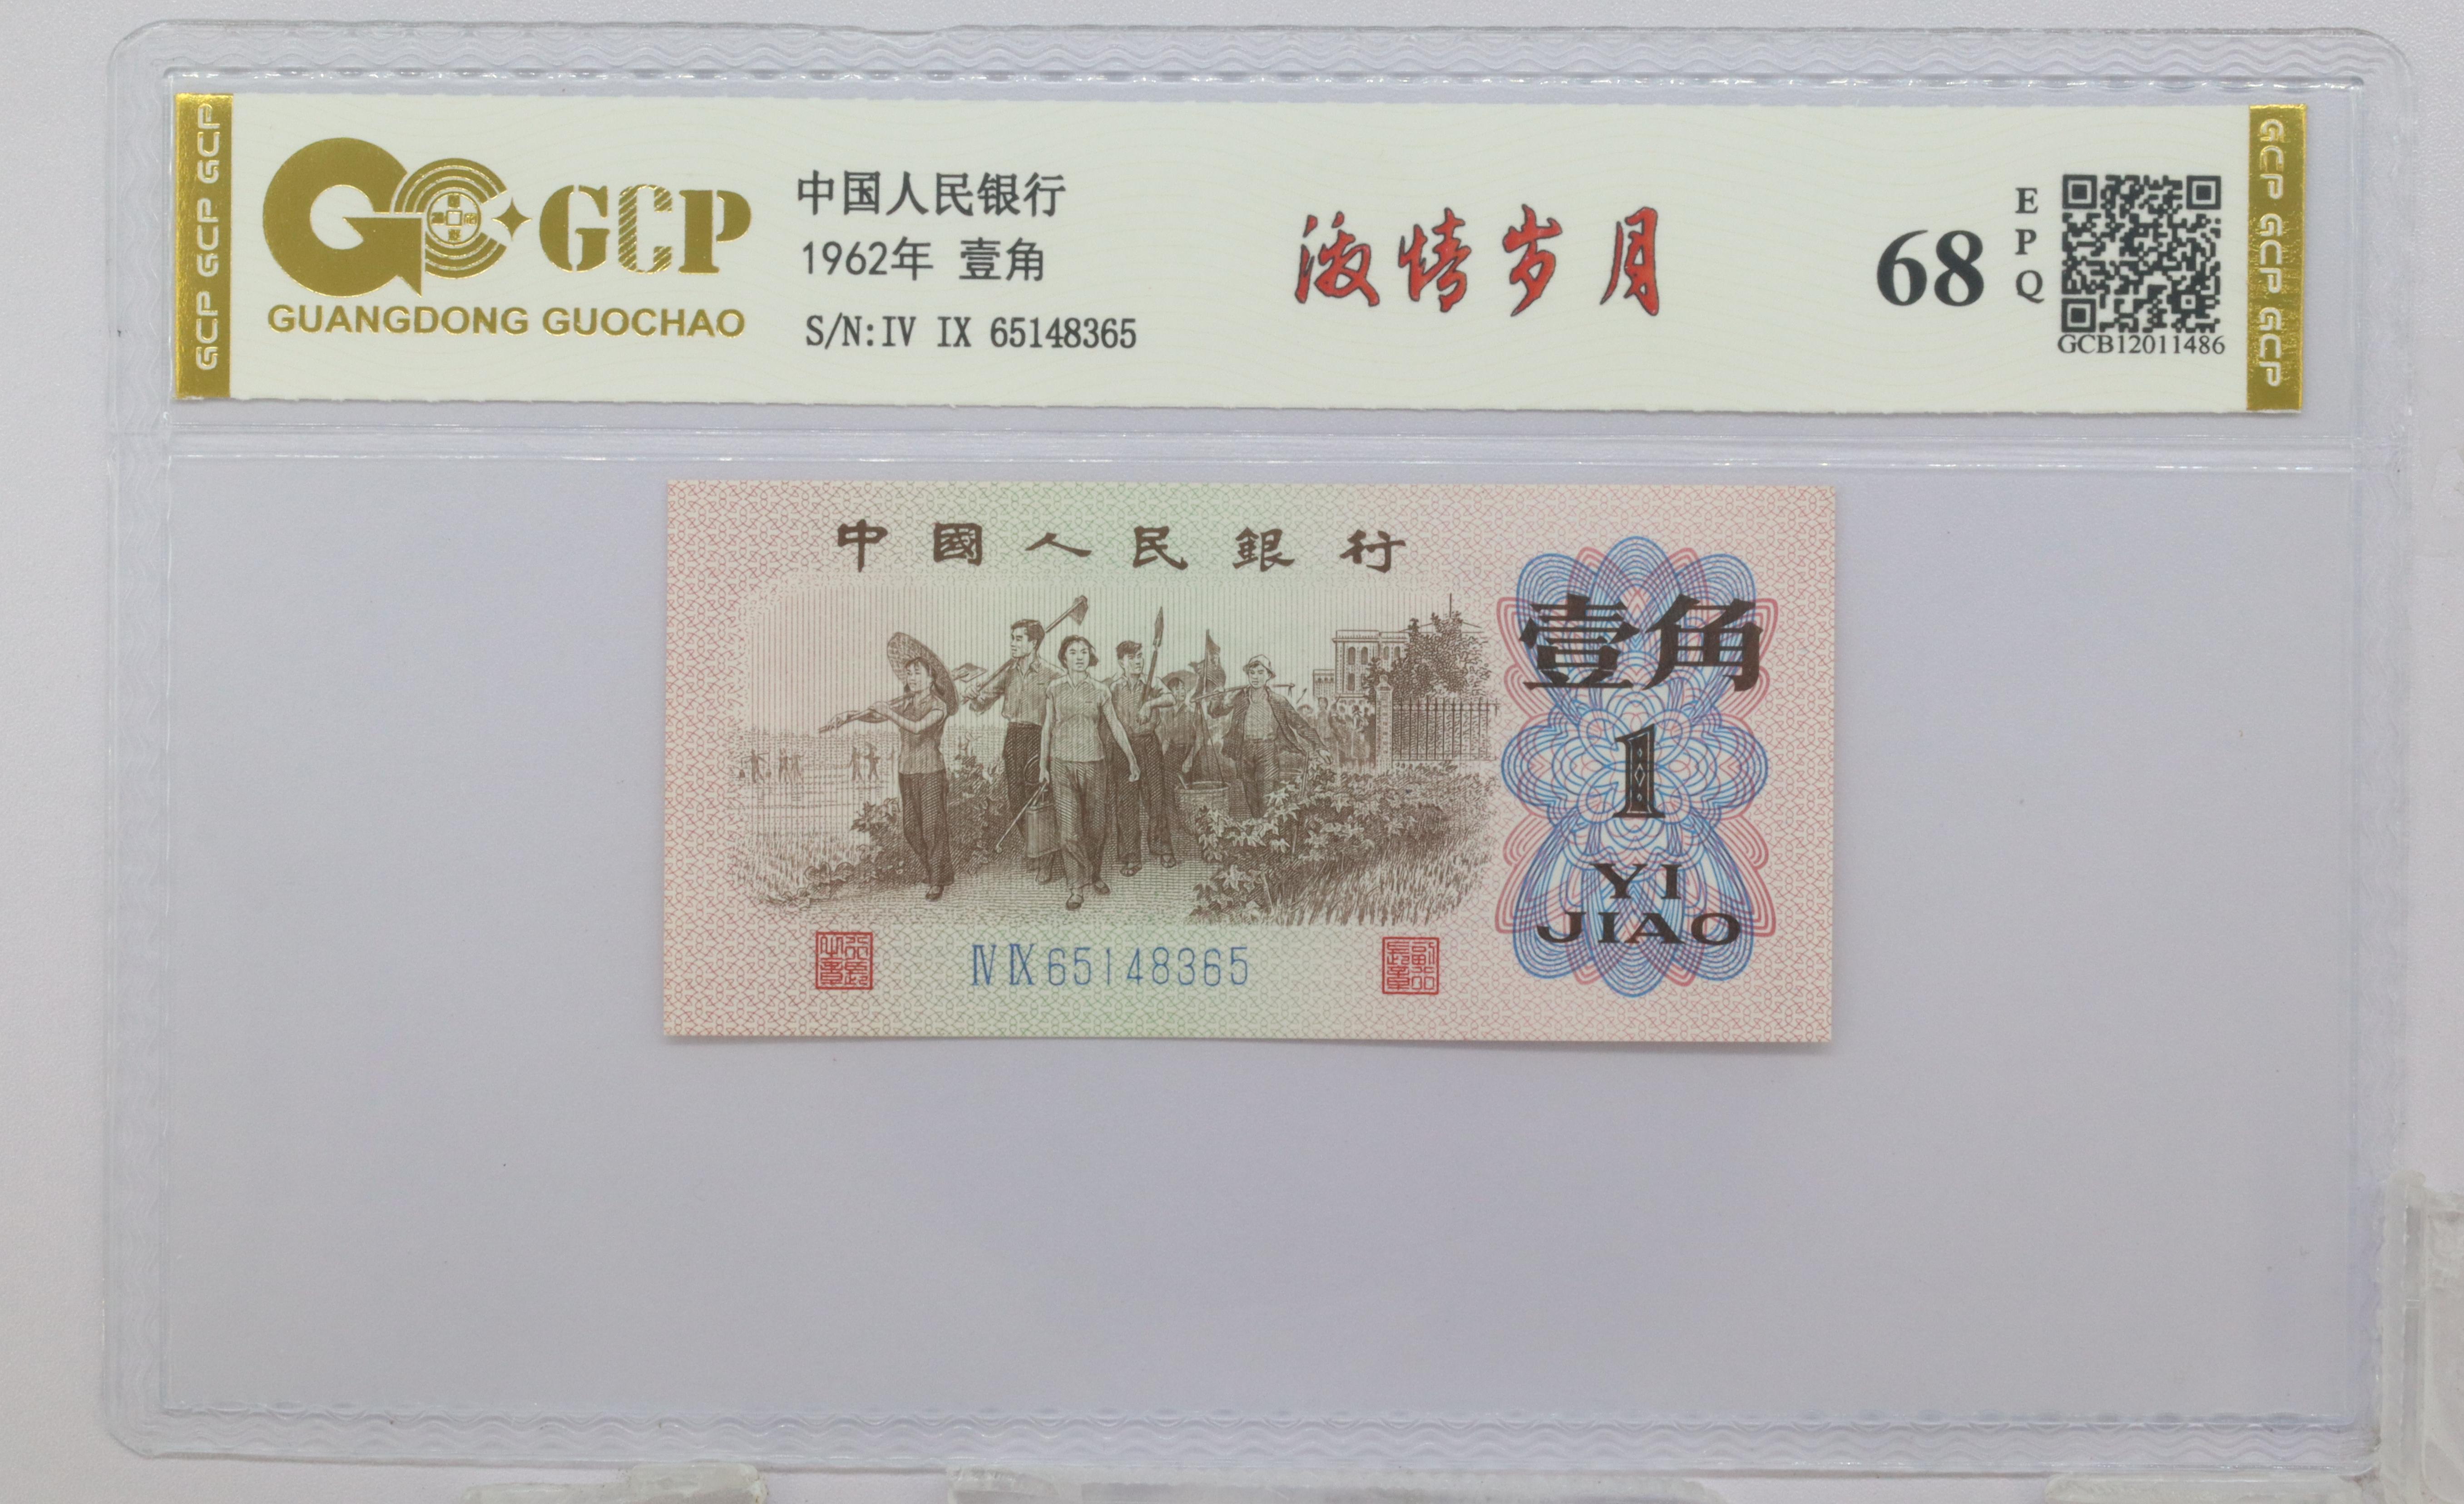 GCP GCP GCP
GCP
GUANGDONG GUOCHAO
中国人民银行
1962年 壹角
S/N:IV IX 65148365
激情岁月
68
EPQ
GCB12011486
GCP GCP GCP
中國人民銀行
壹角
1
YI
JIAO
IV IX 65148365